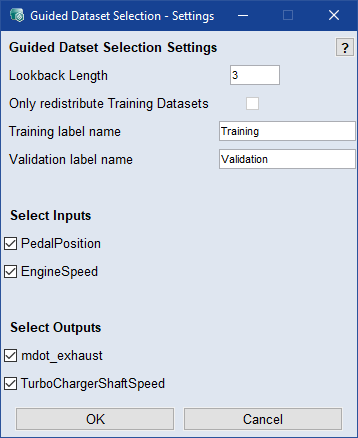 Guided Dataset Selection - Settings
Guided Datset Selection Settings
?
Lookback Length
3
Only redistribute Training Datasets
Training label name
Training
Validation label name
Validation
Select Inputs
PedalPosition
EngineSpeed
Select Outputs
mdot_exhaust
TurboChargerShaftSpeed
OK
Cancel